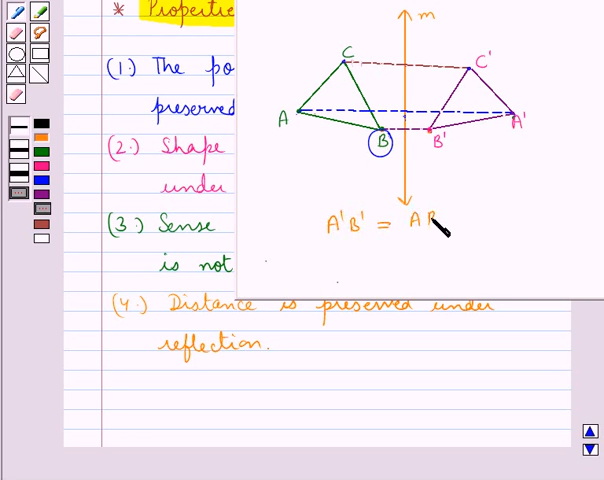 * Propertie
(1.) The po
preserved
(2.) Shape
under
(3.) Sense
is not
(4.) Distance is preserved under
reflection.
m
C
C'
A
A'
B
B'
A'B' = AB